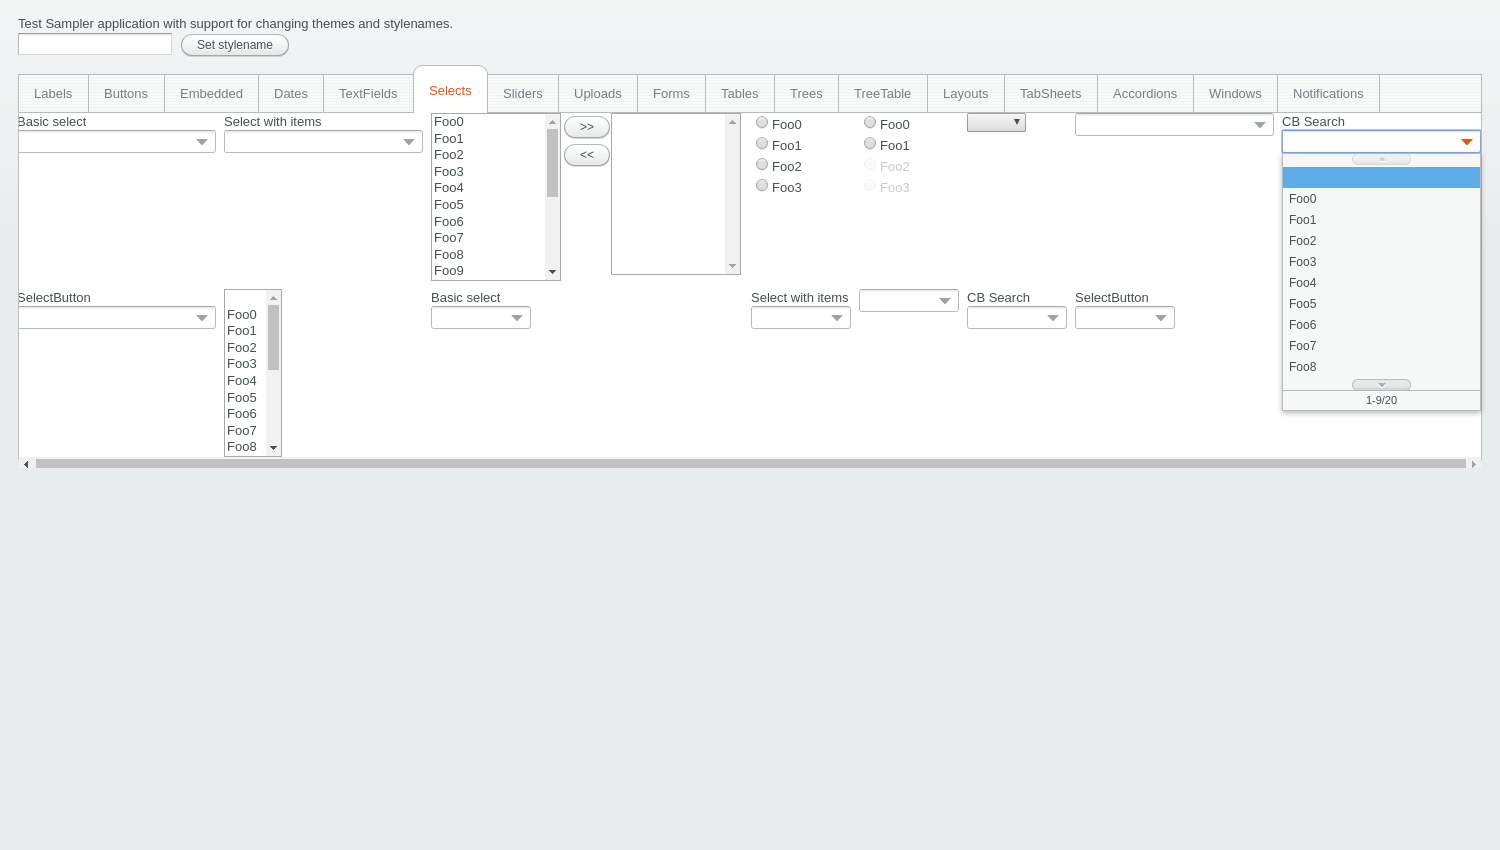 Test Sampler application with support for changing themes and stylenames.
Set stylename
Labels Buttons Embedded Dates TextFields Selects Sliders Uploads Forms Tables Trees TreeTable Layouts TabSheets Accordions Windows Notifications
Basic select
Select with items
Foo0
Foo1
Foo2
Foo3
Foo4
Foo5
Foo6
Foo7
Foo8
Foo9
>>
<<
Foo0
Foo1
Foo2
Foo3
Foo0
Foo1
Foo2
Foo3
CB Search
Foo0
Foo1
Foo2
Foo3
Foo4
Foo5
Foo6
Foo7
Foo8
1-9/20
SelectButton
Foo0
Foo1
Foo2
Foo3
Foo4
Foo5
Foo6
Foo7
Foo8
Basic select
Select with items
CB Search
SelectButton